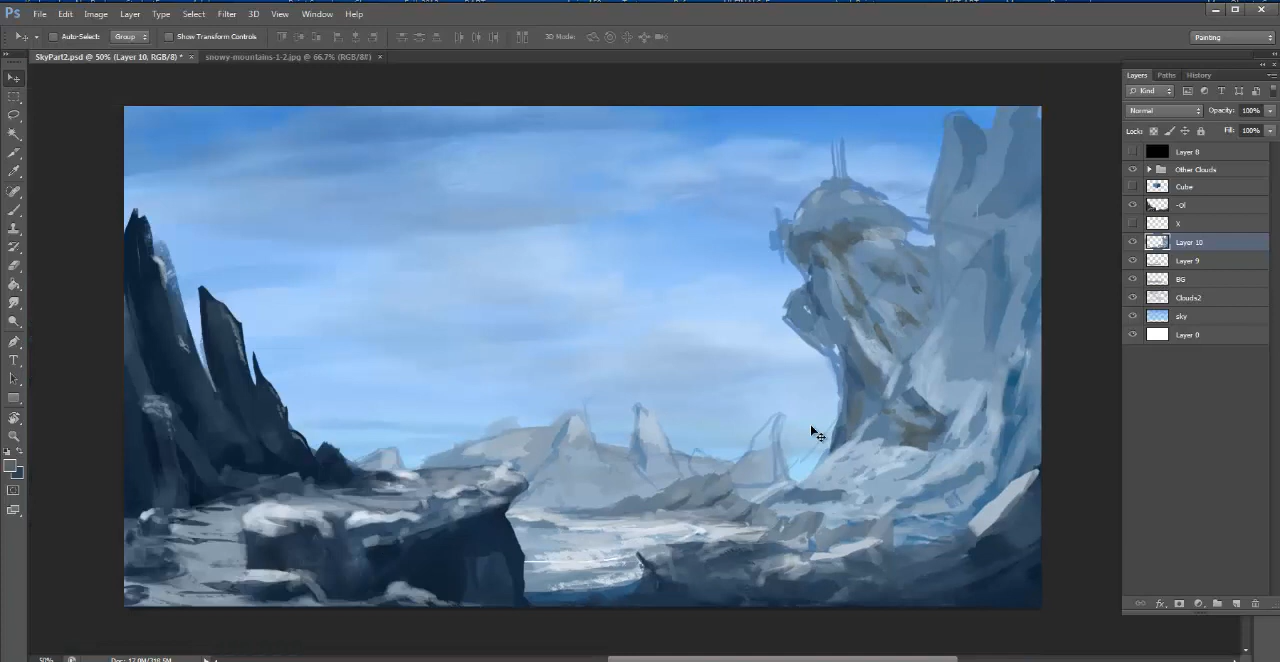 Ps File Edit Image Layer Type Select Filter 3D View Window Help
Auto-Select: Group Show Transform Controls 3D Mode: Painting
SkyPart2.psd @ 50% (Layer 10, RGB/8) * × snowy-mountains-1-2.jpg @ 66.7% (RGB/8#) ×
Layers Paths History
Kind
Normal Opacity: 100%
Lock: Fill: 100%
Layer 8
Other Clouds
Cube
-Ol
X
Layer 10
Layer 9
BG
Clouds2
sky
Layer 0
fx
50%